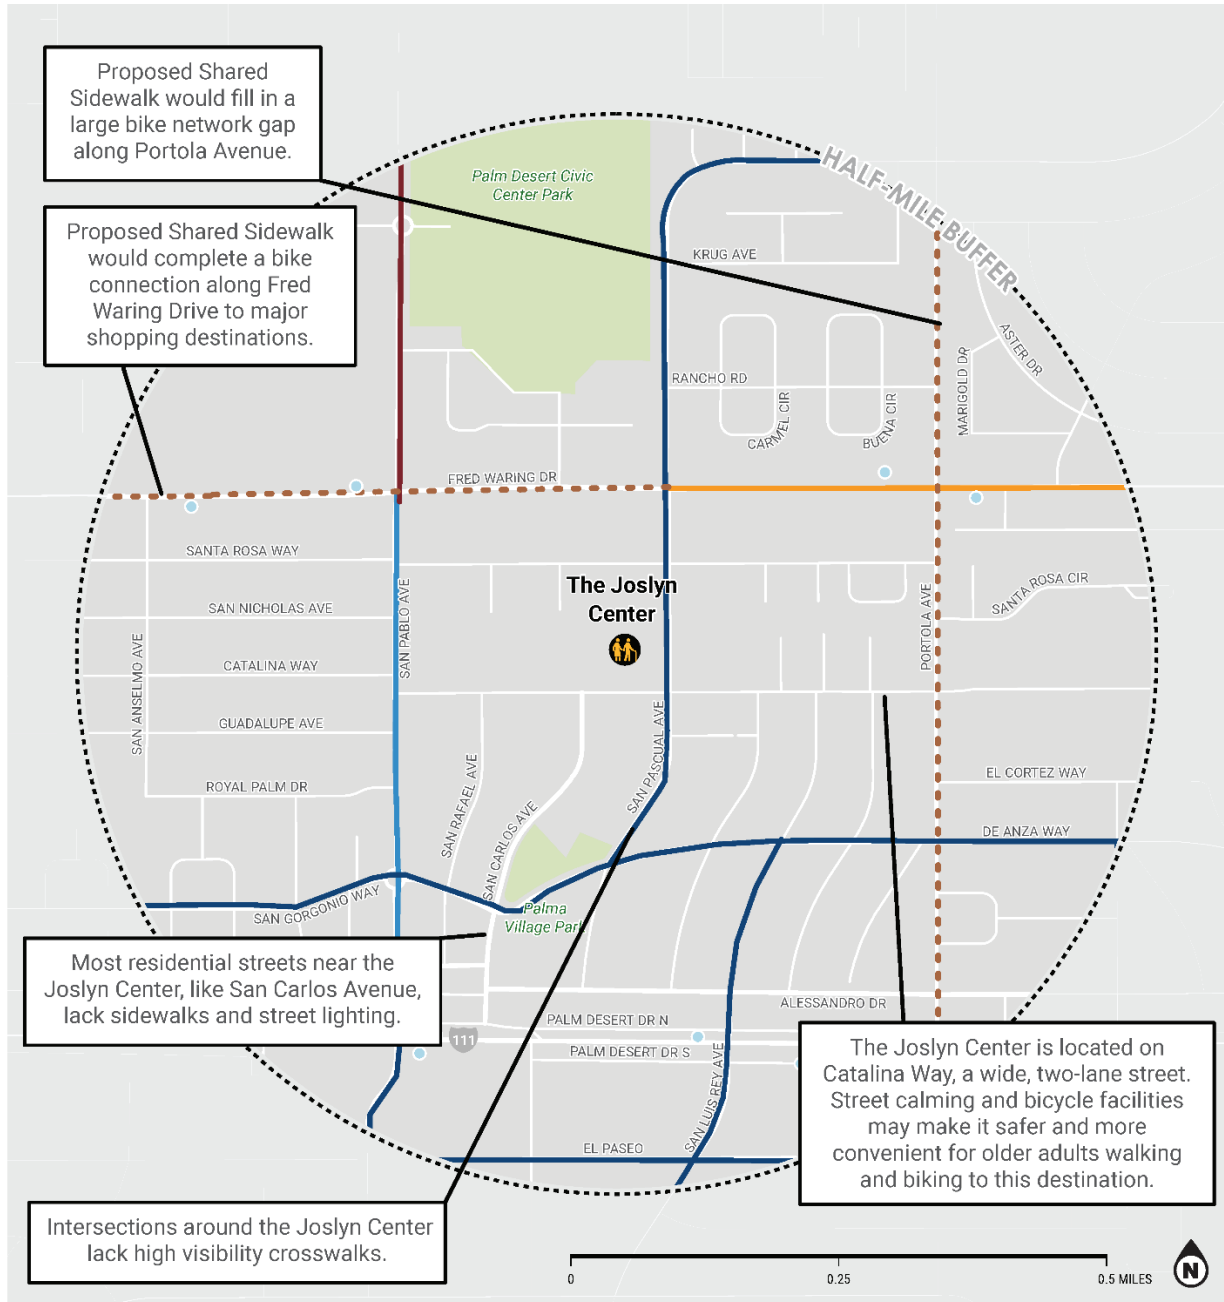 Proposed Shared
Sidewalk would fill in a
large bike network gap
along Portola Avenue.
Proposed Shared Sidewalk
would complete a bike
connection along Fred
Waring Drive to major
shopping destinations.
Palm Desert Civic
Center Park
HALF-MILE BUFFER
KRUG AVE
ASTER DR
MARIGOLD DR
RANCHO RD
CARMEL CIR
BUENA CIR
FRED WARING DR
SANTA ROSA WAY
SAN NICHOLAS AVE
CATALINA WAY
GUADALUPE AVE
ROYAL PALM DR
SAN ANSELMO AVE
SAN PABLO AVE
The Joslyn
Center
SANTA ROSA CIR
PORTOLA AVE
SAN PASCUAL AVE
SAN RAFAEL AVE
SAN CARLOS AVE
EL CORTEZ WAY
DE ANZA WAY
SAN GORGONIO WAY
Palma
Village Park
Most residential streets near the
Joslyn Center, like San Carlos Avenue,
lack sidewalks and street lighting.
ALESSANDRO DR
PALM DESERT DR N
111
PALM DESERT DR S
SAN LUIS REY AVE
EL PASEO
The Joslyn Center is located on
Catalina Way, a wide, two-lane street.
Street calming and bicycle facilities
may make it safer and more
convenient for older adults walking
and biking to this destination.
Intersections around the Joslyn Center
lack high visibility crosswalks.
0
0.25
0.5 MILES
N